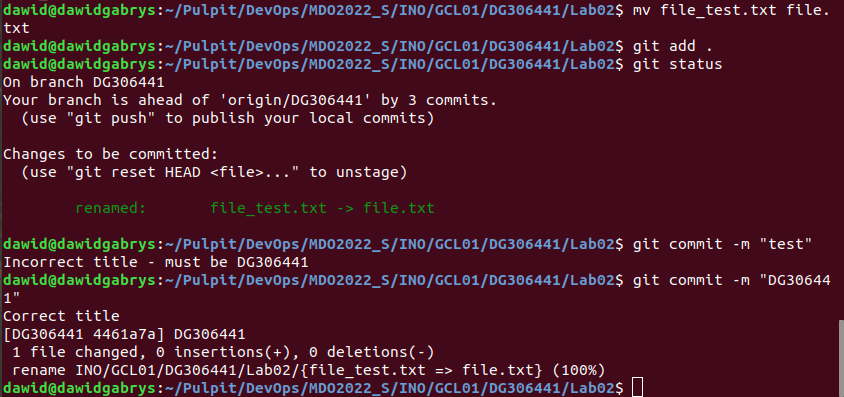 dawid@dawidgabrys:~/Pulpit/DevOps/MDO2022_S/INO/GCL01/DG306441/Lab02$ mv file_test.txt file.
txt
dawid@dawidgabrys:~/Pulpit/DevOps/MDO2022_S/INO/GCL01/DG306441/Lab02$ git add .
dawid@dawidgabrys:~/Pulpit/DevOps/MDO2022_S/INO/GCL01/DG306441/Lab02$ git status
On branch DG306441
Your branch is ahead of 'origin/DG306441' by 3 commits.
  (use "git push" to publish your local commits)

Changes to be committed:
  (use "git reset HEAD <file>..." to unstage)

        renamed:       file_test.txt -> file.txt

dawid@dawidgabrys:~/Pulpit/DevOps/MDO2022_S/INO/GCL01/DG306441/Lab02$ git commit -m "test"
Incorrect title - must be DG306441
dawid@dawidgabrys:~/Pulpit/DevOps/MDO2022_S/INO/GCL01/DG306441/Lab02$ git commit -m "DG30644
1"
Correct title
[DG306441 4461a7a] DG306441
 1 file changed, 0 insertions(+), 0 deletions(-)
 rename INO/GCL01/DG306441/Lab02/{file_test.txt => file.txt} (100%)
dawid@dawidgabrys:~/Pulpit/DevOps/MDO2022_S/INO/GCL01/DG306441/Lab02$